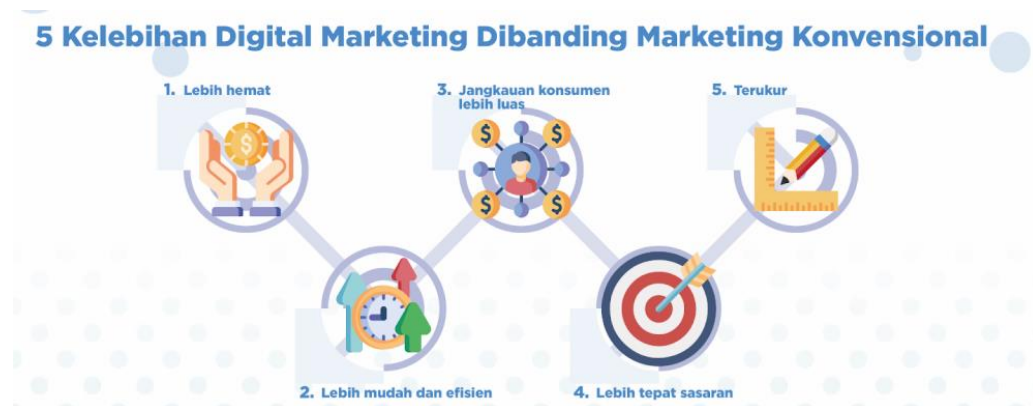 5 Kelebihan Digital Marketing Dibanding Marketing Konvensional
1. Lebih hemat
2. Lebih mudah dan efisien
3. Jangkauan konsumen
lebih luas
4. Lebih tepat sasaran
5. Terukur